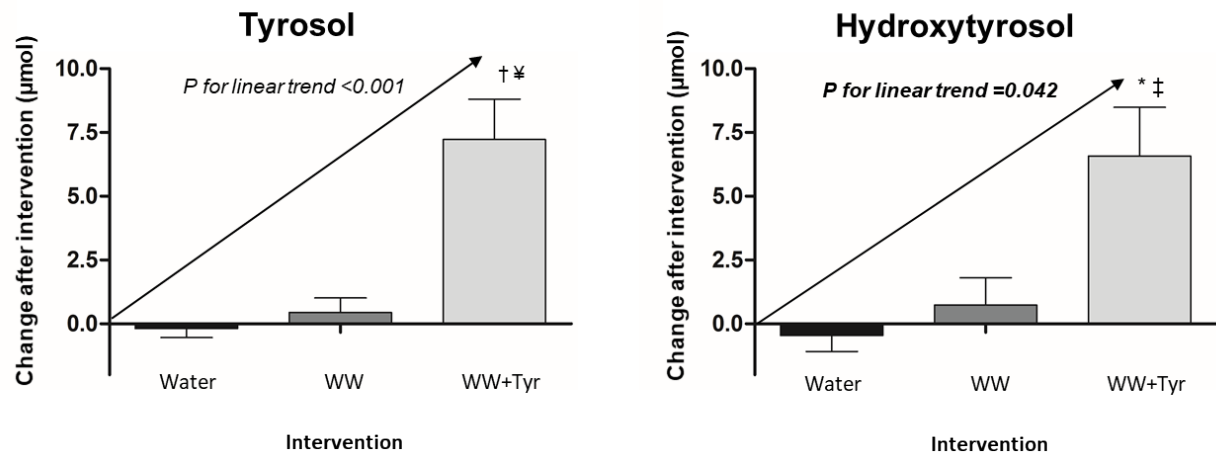 Tyrosol
Change after intervention (µmol)
10.0
7.5
5.0
2.5
0.0
P for linear trend <0.001
† ¥
Water
WW
WW+Tyr
Intervention
Hydroxytyrosol
Change after intervention (µmol)
10.0
7.5
5.0
2.5
0.0
P for linear trend =0.042
* ‡
Water
WW
WW+Tyr
Intervention